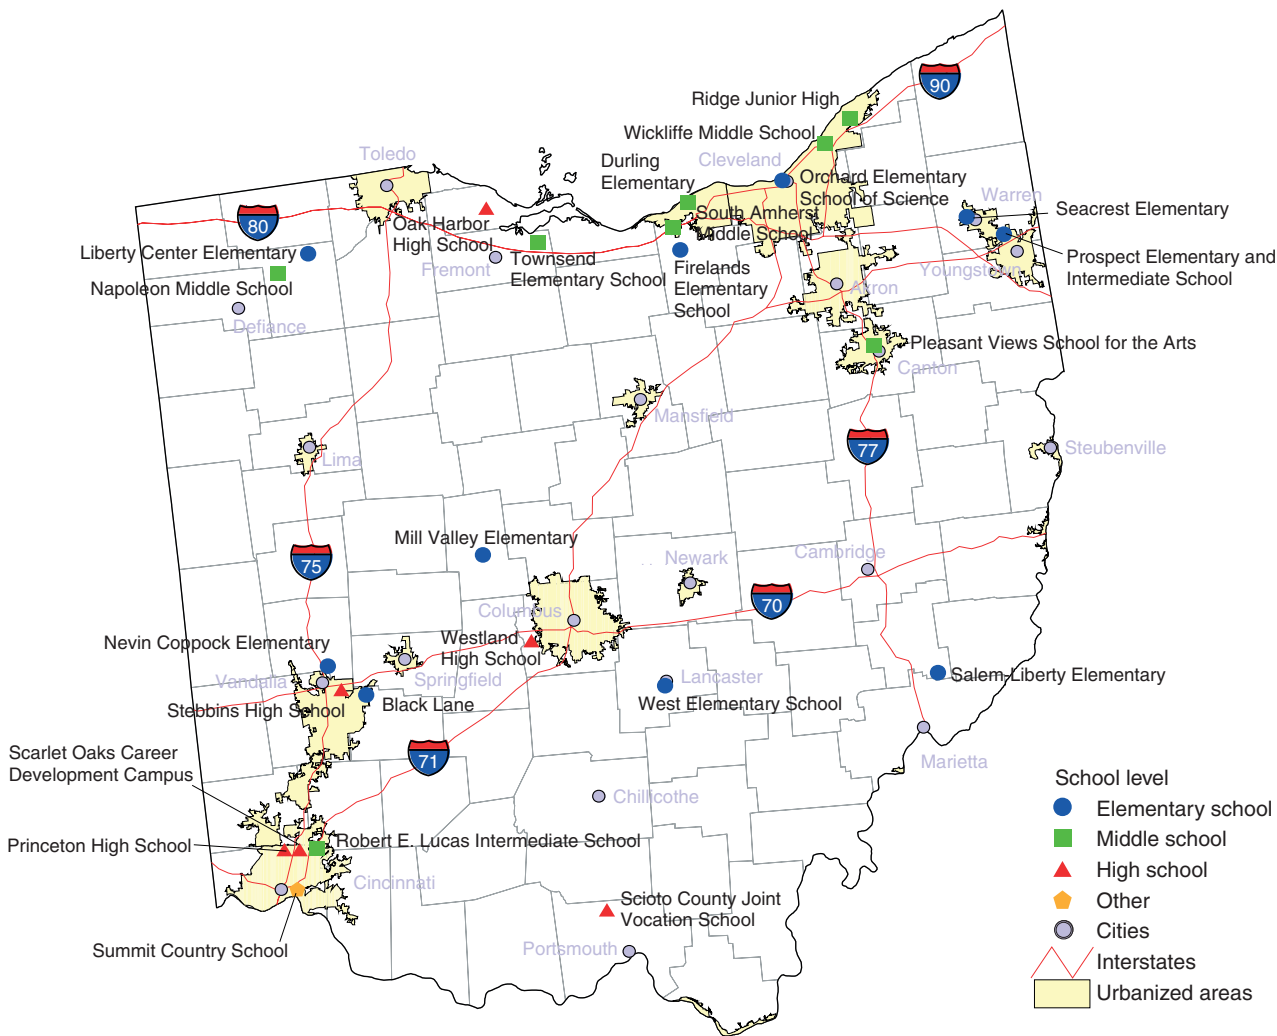 90
Ridge Junior High
Wickliffe Middle School
Toledo
Durling
Elementary
Cleveland
Orchard Elementary
School of Science
Warren
Seacrest Elementary
80
Oak Harbor
High School
South Amherst
Middle School
Liberty Center Elementary
Fremont
Townsend
Elementary School
Firelands
Elementary
School
Youngstown
Prospect Elementary and
Intermediate School
Napoleon Middle School
Akron
Defiance
Pleasant Views School for the Arts
Canton
Mansfield
77
Steubenville
Lima
Mill Valley Elementary
75
Newark
Cambridge
Columbus
70
Nevin Coppock Elementary
Westland
High School
Vandalia
Springfield
Lancaster
Salem-Liberty Elementary
Stebbins High School
Black Lane
West Elementary School
Scarlet Oaks Career
Development Campus
71
Marietta
Chillicothe
Princeton High School
Robert E. Lucas Intermediate School
Cincinnati
Scioto County Joint
Vocation School
Summit Country School
Portsmouth
School level
Elementary school
Middle school
High school
Other
Cities
Interstates
Urbanized areas